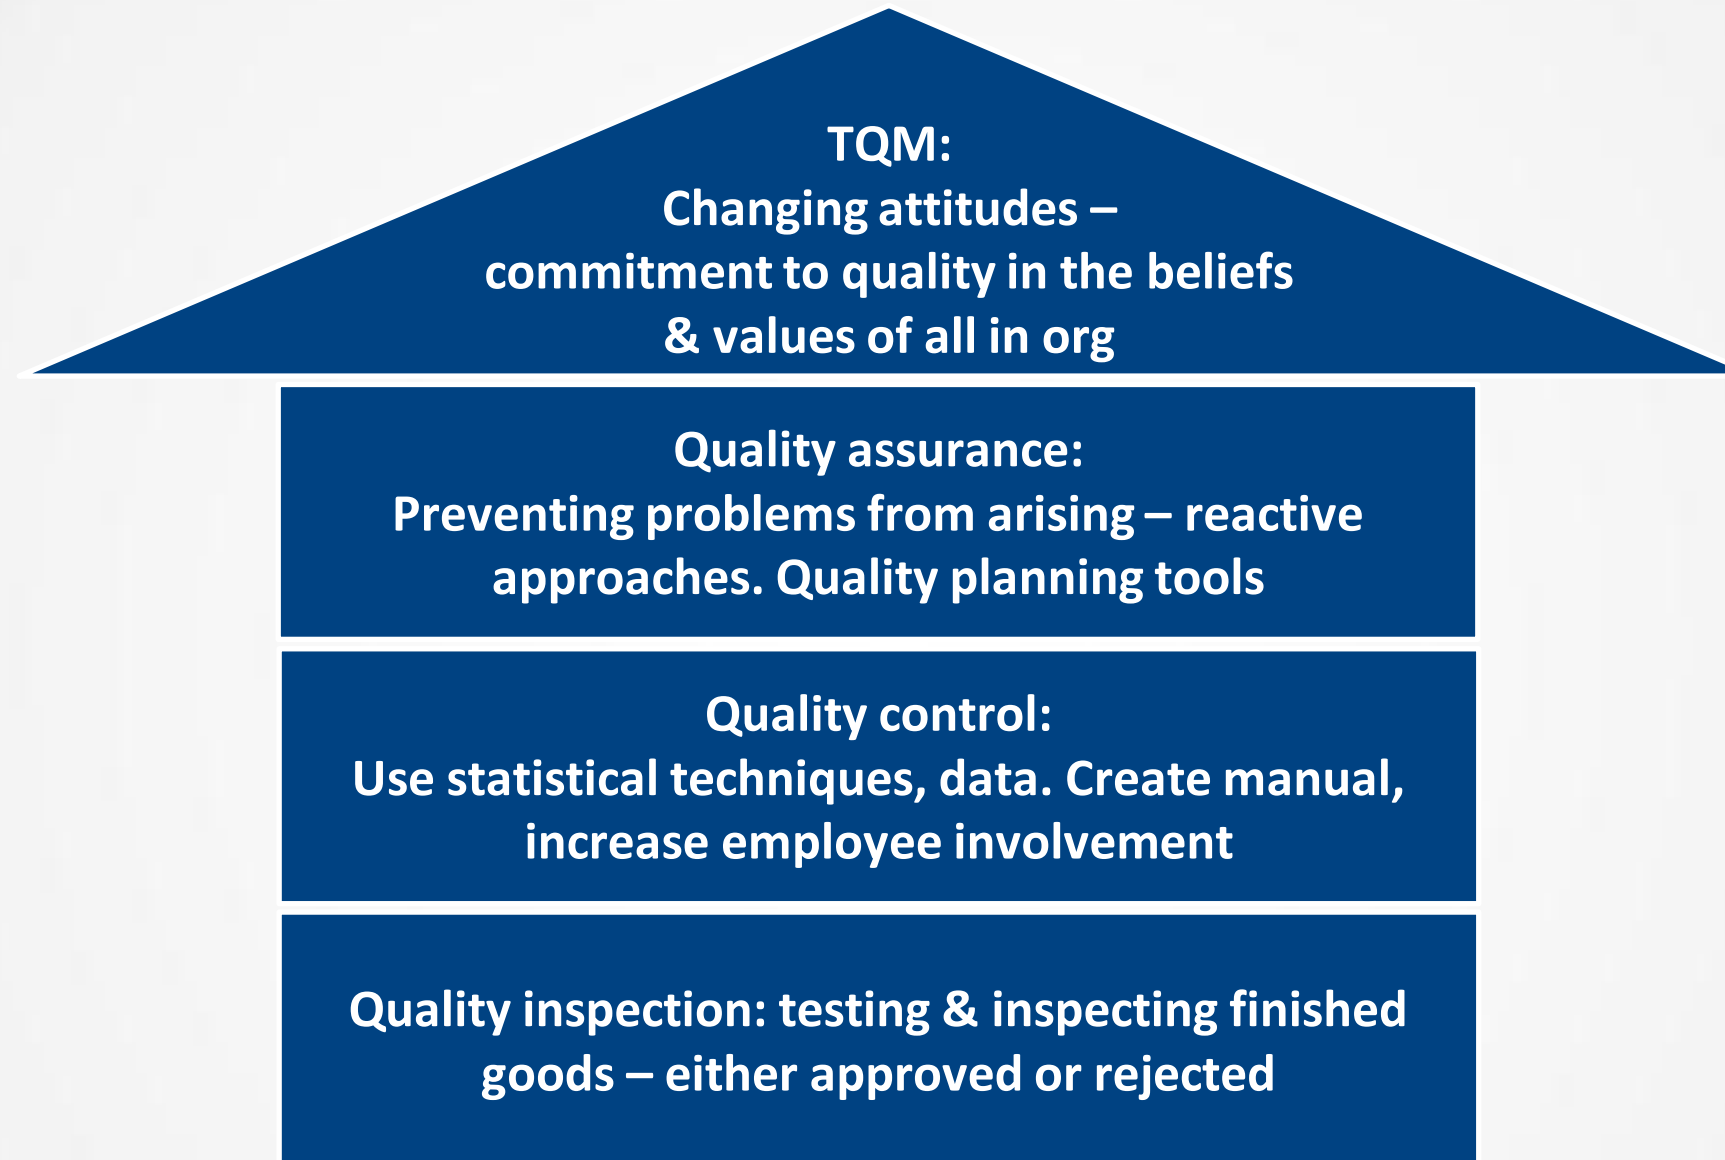 TQM:
Changing attitudes –
commitment to quality in the beliefs
& values of all in org
Quality assurance:
Preventing problems from arising – reactive
approaches. Quality planning tools
Quality control:
Use statistical techniques, data. Create manual,
increase employee involvement
Quality inspection: testing & inspecting finished
goods – either approved or rejected